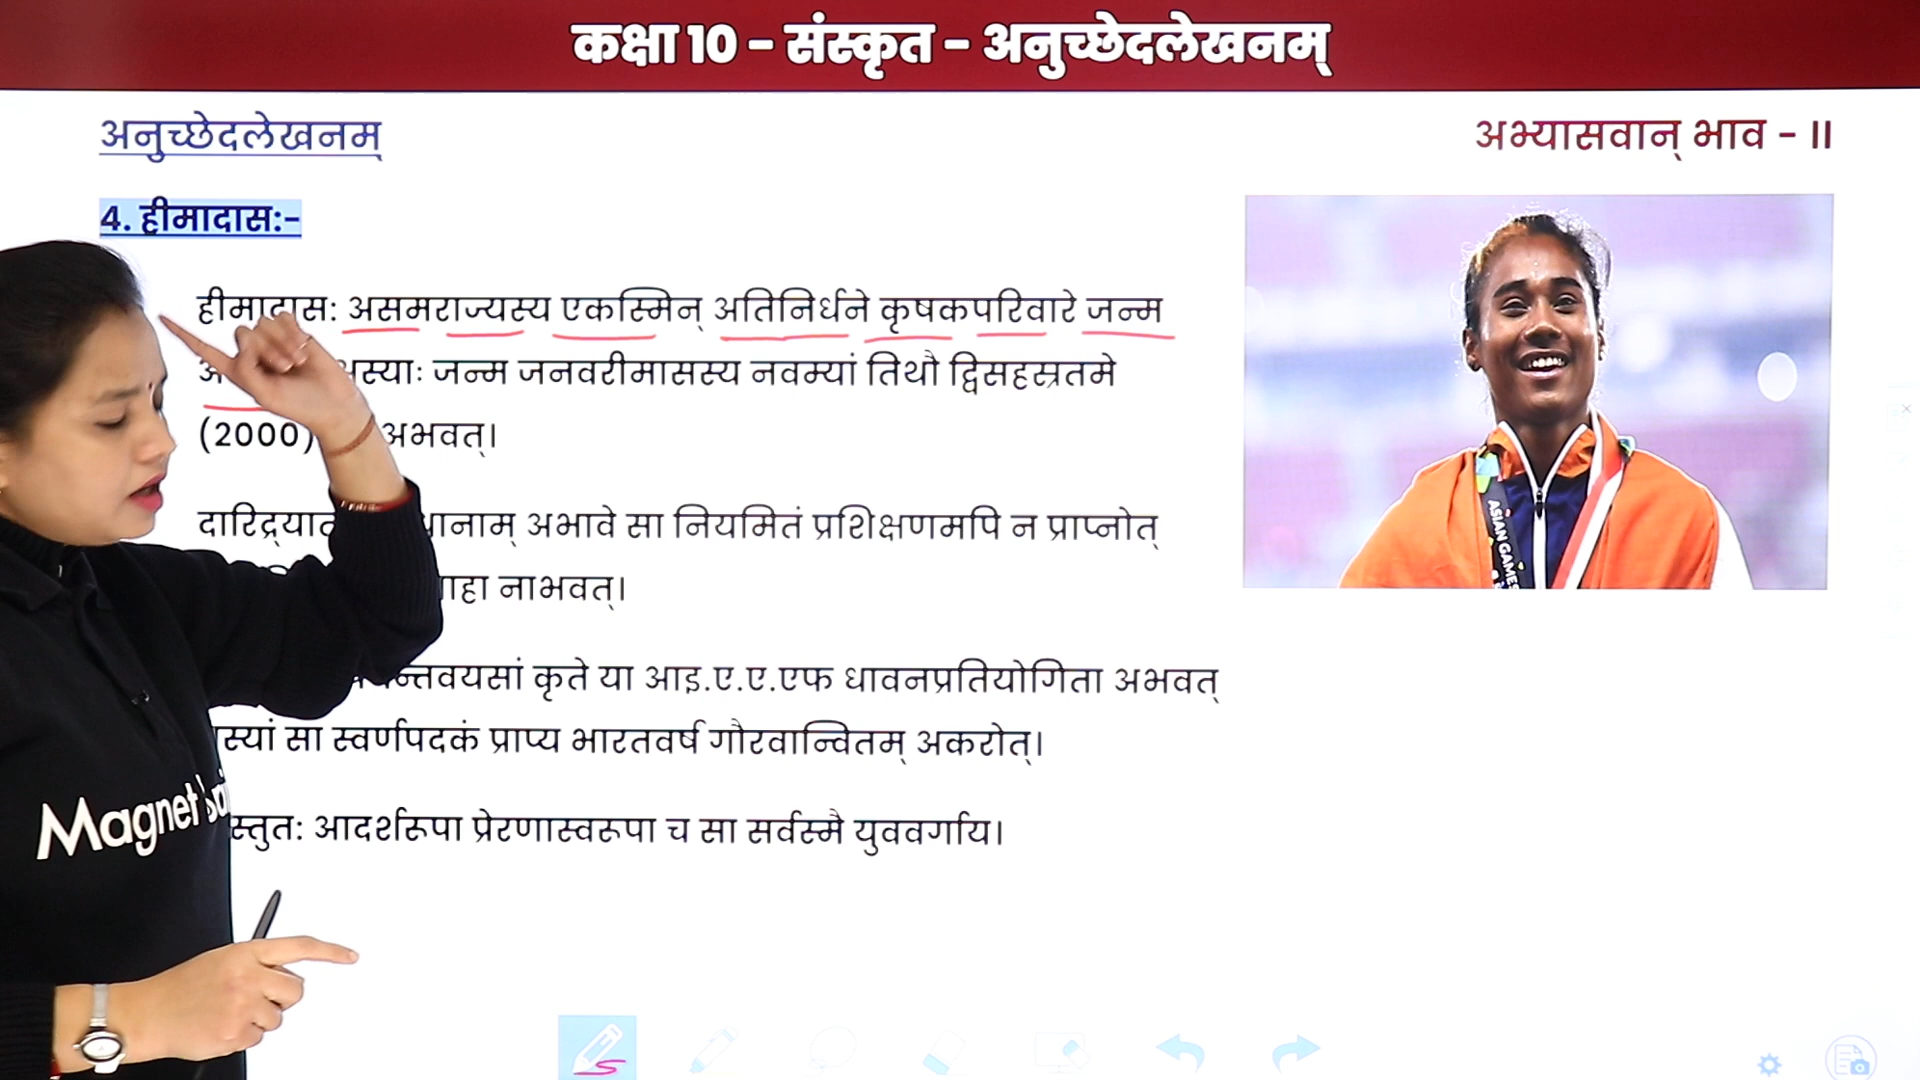 कक्षा 10 - संस्कृत - अनुच्छेदलेखनम्
अनुच्छेदलेखनम्
अभ्यासवान् भाव - II
4. हीमादासः-
हीमादासः असमराज्यस्य एकस्मिन् अतिनिर्धने कृषकपरिवारे जन्म
जन्म जनवरीमासस्य नवम्यां तिथौ द्विसहस्रतमे
(2000) अभवत्।
अभावे सा नियमितं प्रशिक्षणमपि न प्राप्नोत्
नाभवत्।
कृते या आइ.ए.ए.एफ धावनप्रतियोगिता अभवत्
सा स्वर्णपदकं प्राप्य भारतवर्षं गौरवान्वितम् अकरोत्।
आदर्शरूपा प्रेरणास्वरूपा च सा सर्वस्मै युववर्गाय।
ASIAN GAMES
Magnet